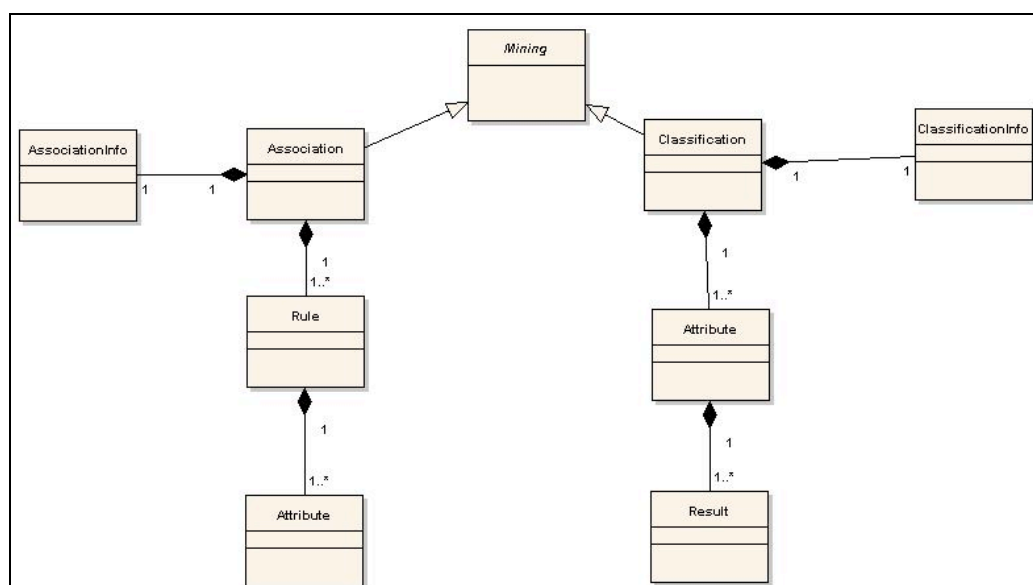 Mining
AssociationInfo
Association
Classification
ClassificationInfo
1
1
1
1
1
1..*
1
1..*
Rule
Attribute
1
1..*
1
1..*
Attribute
Result